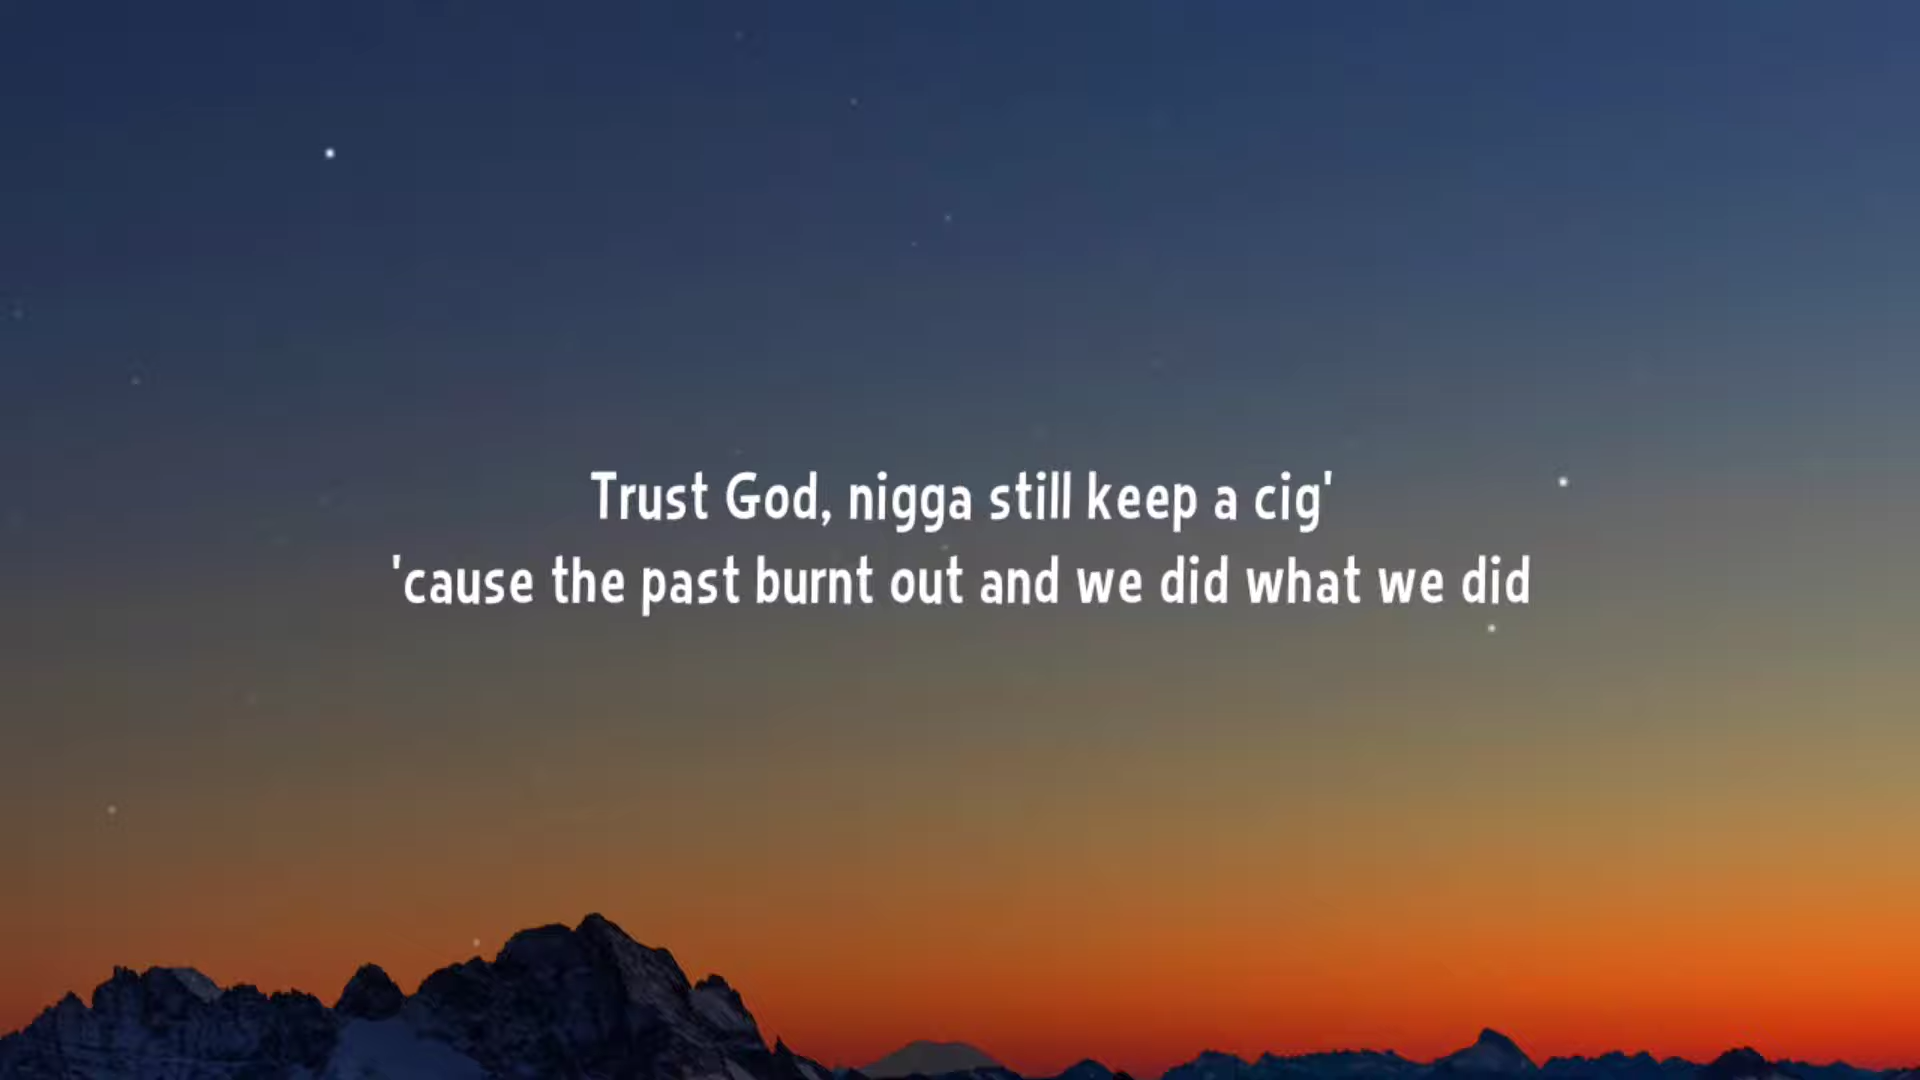 Trust God, nigga still keep a cig'
'cause the past burnt out and we did what we did